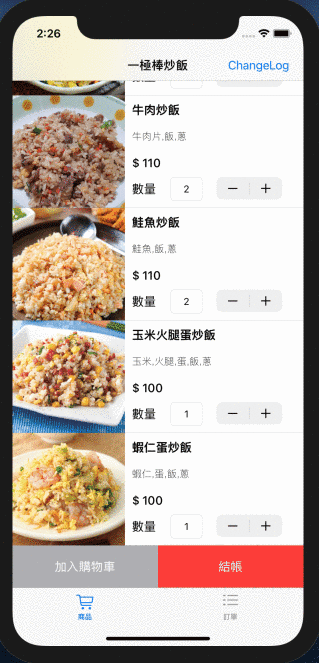 2:26
一極棒炒飯
ChangeLog
數量
牛肉炒飯
牛肉片,飯,蔥
$ 110
數量 2
鮭魚炒飯
鮭魚,飯,蔥
$ 110
數量 2
玉米火腿蛋炒飯
玉米,火腿,蛋,飯,蔥
$ 100
數量 1
蝦仁蛋炒飯
蝦仁,蛋,飯,蔥
$ 100
數量 1
加入購物車 結帳
商品 訂單